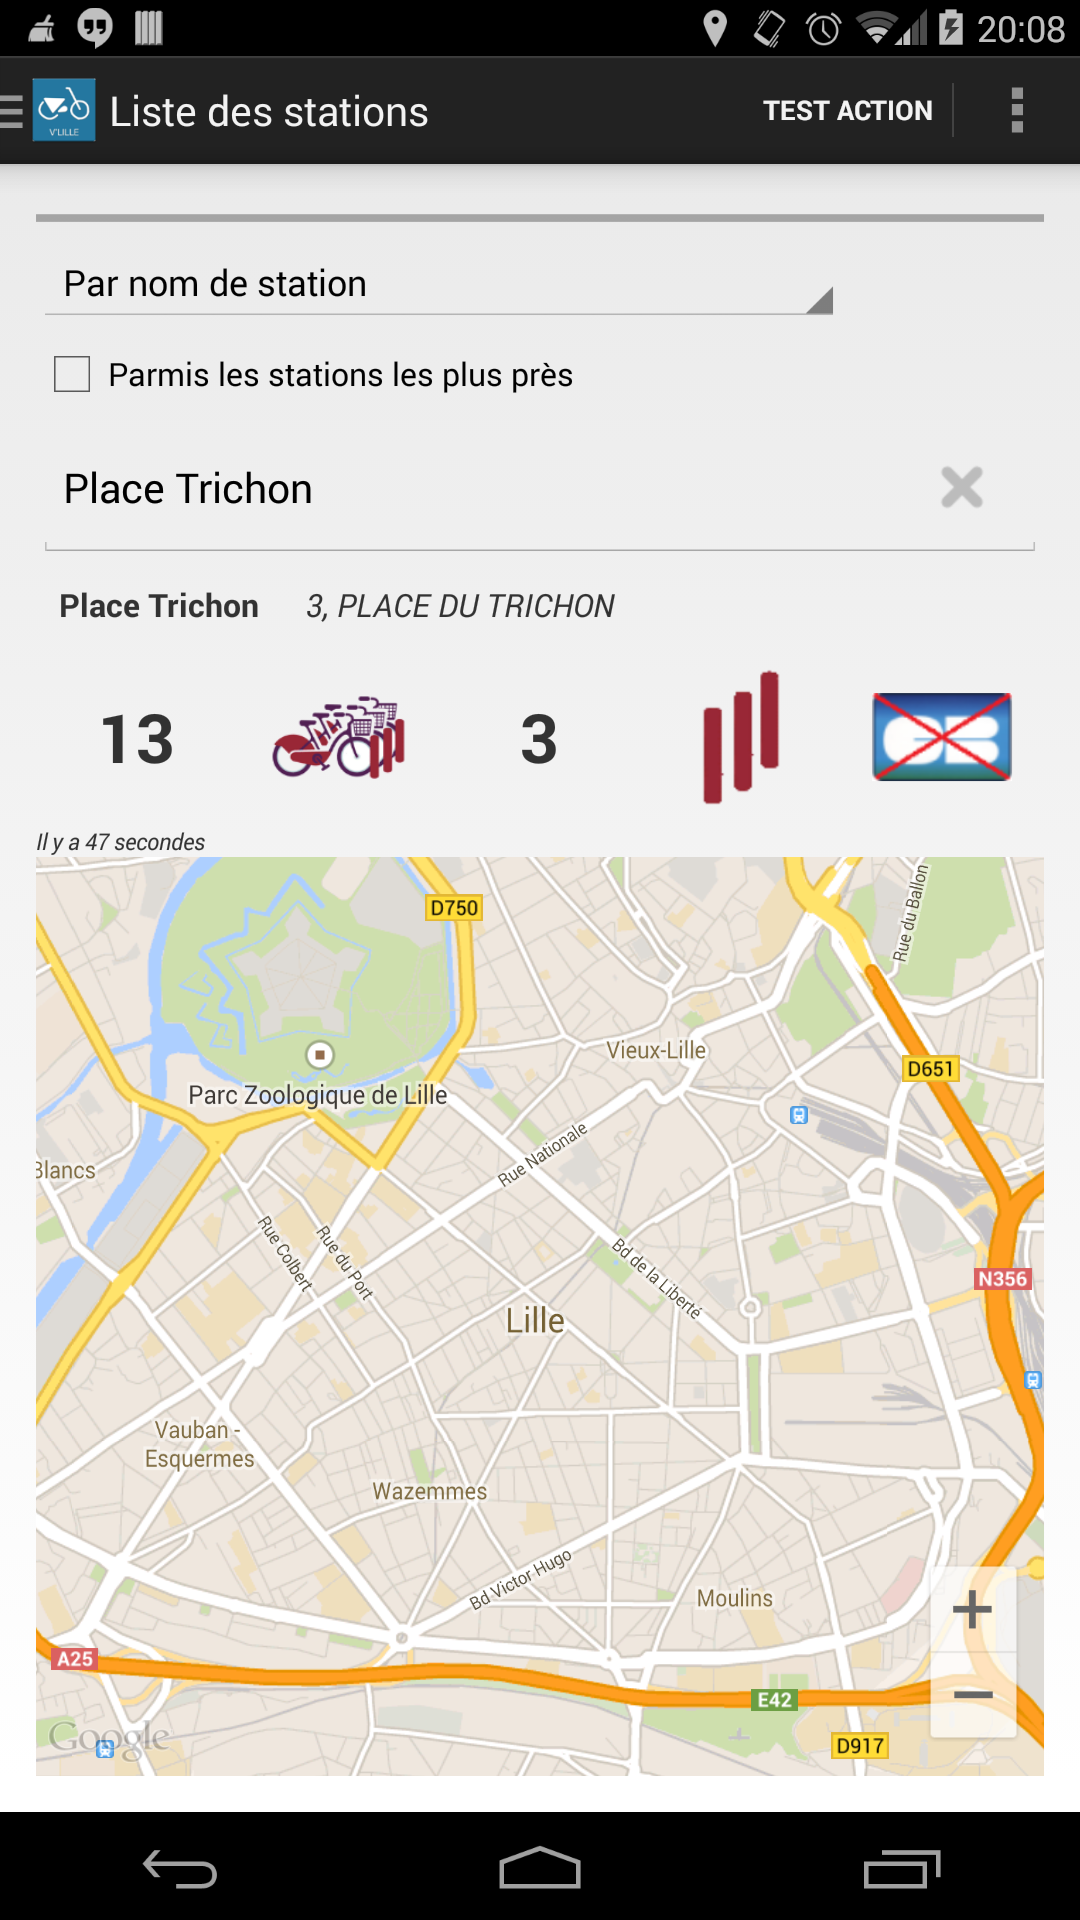 20:08
V'LILLE
Liste des stations
TEST ACTION
Par nom de station
Parmis les stations les plus près
Place Trichon
Place Trichon 3, PLACE DU TRICHON
13
3
CB
Il y a 47 secondes
D750
Rue du Ballon
Vieux-Lille
D651
Parc Zoologique de Lille
Rue Nationale
Blancs
Rue Colbert
Rue du Port
Bd de la Liberté
N356
Lille
Vauban -
Esquermes
Wazemmes
Bd Victor Hugo
Moulins
+
A25
E42
−
Google
D917